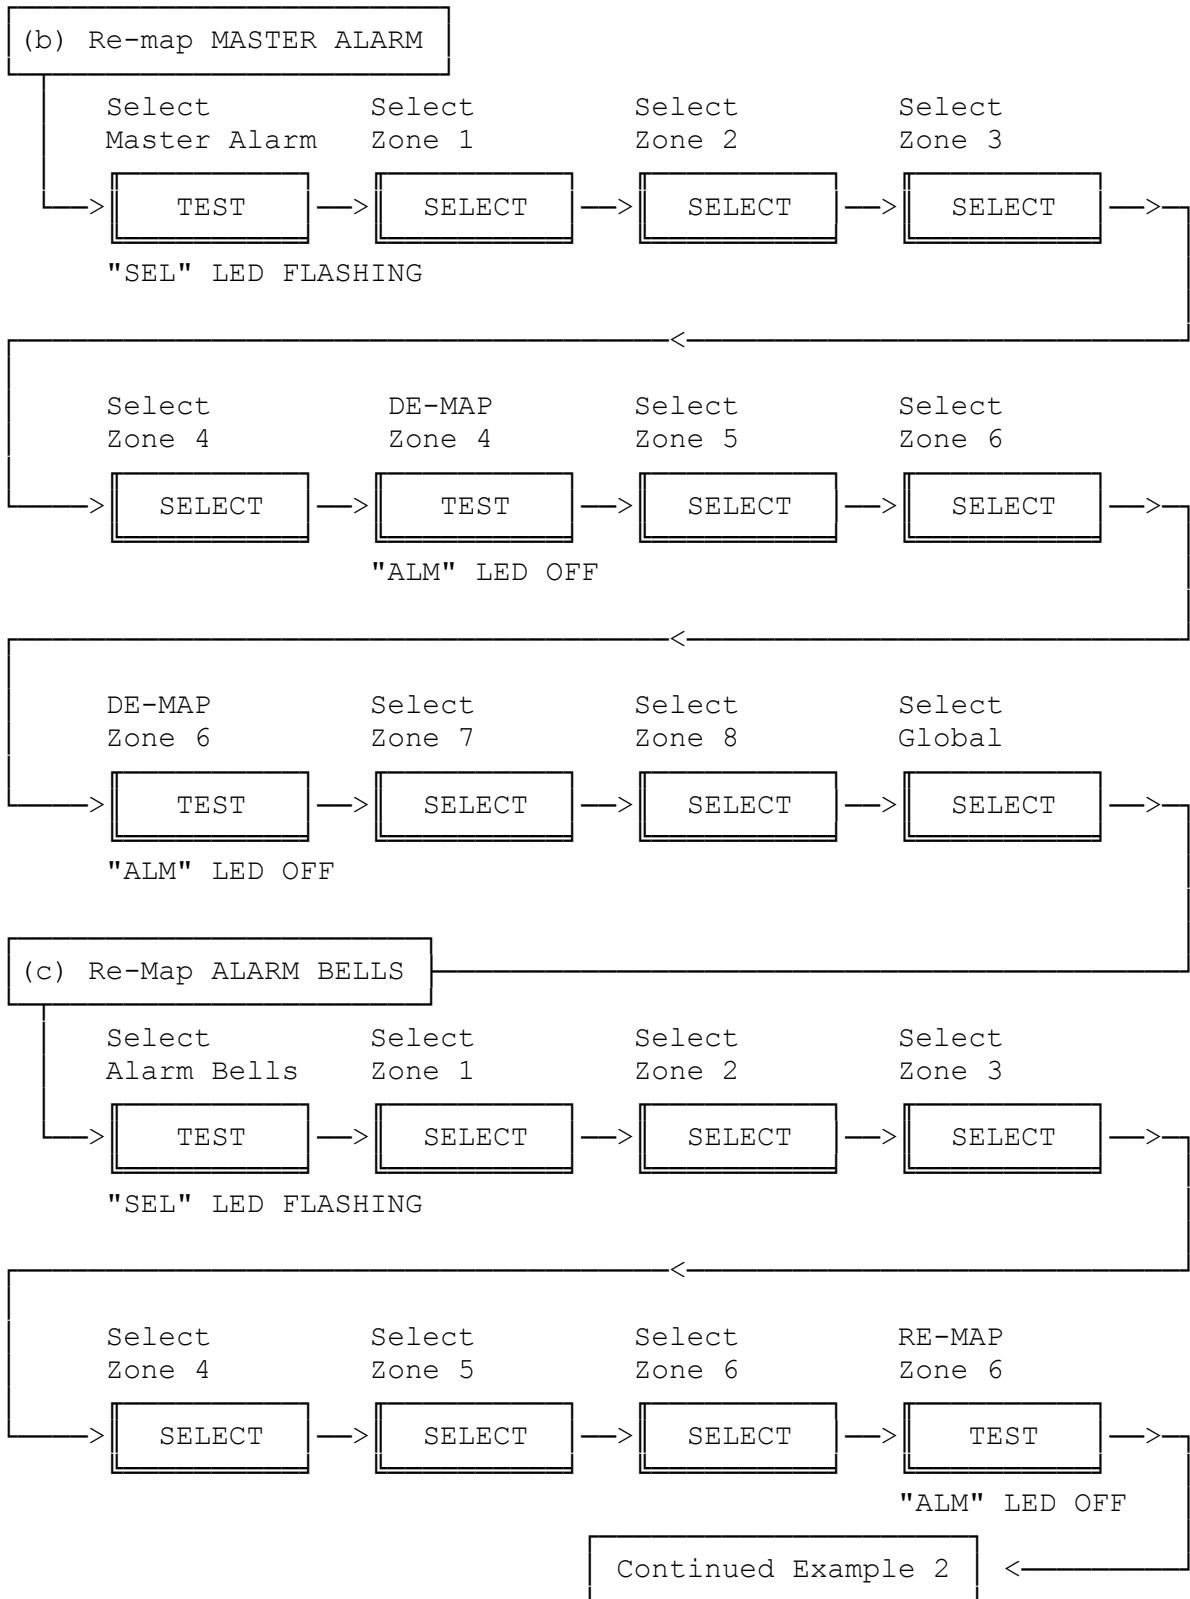 (b) Re-map MASTER ALARM
Select Select Select Select
Master Alarm Zone 1 Zone 2 Zone 3
TEST SELECT SELECT SELECT
"SEL" LED FLASHING
Select DE-MAP Select Select
Zone 4 Zone 4 Zone 5 Zone 6
SELECT TEST SELECT SELECT
"ALM" LED OFF
DE-MAP Select Select Select
Zone 6 Zone 7 Zone 8 Global
TEST SELECT SELECT SELECT
"ALM" LED OFF
(c) Re-Map ALARM BELLS
Select Select Select Select
Alarm Bells Zone 1 Zone 2 Zone 3
TEST SELECT SELECT SELECT
"SEL" LED FLASHING
Select Select Select RE-MAP
Zone 4 Zone 5 Zone 6 Zone 6
SELECT SELECT SELECT TEST
"ALM" LED OFF
Continued Example 2